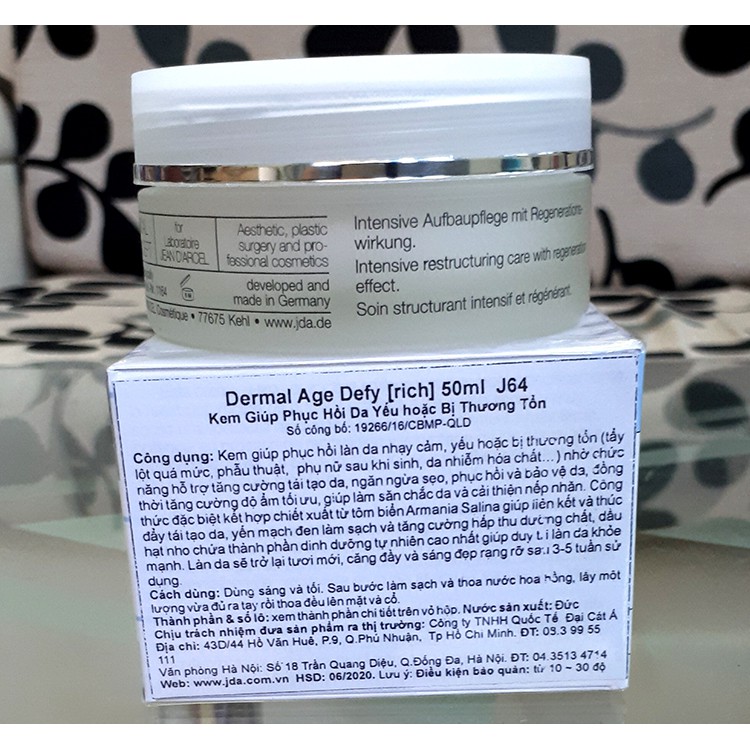 for
Laboratoire
JEAN D'ARCEL
Aesthetic, plastic
surgery and pro-
fessional cosmetics
developed and
made in Germany
Cosmétique • 77675 Kehl • www.jda.de
Intensive Aufbaupflege mit Regenerations-
wirkung.
Intensive restructuring care with regeneration
effect.
Soin structurant intensif et régénérant.
Dermal Age Defy [rich] 50ml J64
Kem Giúp Phục Hồi Da Yếu hoặc Bị Thương Tổn
Số công bố: 19266/16/CBMP-QLD
Công dụng: Kem giúp phục hồi làn da nhạy cảm, yếu hoặc bị thương tổn (tẩy
lột quá mức, phẫu thuật, phụ nữ sau khi sinh, da nhiễm hóa chất...) nhờ chức
năng hỗ trợ tăng cường tái tạo da, ngăn ngừa sẹo, phục hồi và bảo vệ da, đồng
thời tăng cường độ ẩm tối ưu, giúp làm săn chắc da và cải thiện nếp nhăn. Công
thức đặc biệt kết hợp chiết xuất từ tôm biển Armania Salina giúp liên kết và thúc
đẩy tái tạo da, yến mạch đen làm sạch và tăng cường hấp thu dưỡng chất, dầu
hạt nho chứa thành phần dinh dưỡng tự nhiên cao nhất giúp duy trì làn da khỏe
mạnh. Làn da sẽ trở lại tươi mới, căng đầy và sáng đẹp rạng rỡ sau 3-5 tuần sử
dụng.
Cách dùng: Dùng sáng và tối. Sau bước làm sạch và thoa nước hoa hồng, lấy một
lượng vừa đủ ra tay rồi thoa đều lên mặt và cổ.
Thành phần & số lô: xem thành phần chi tiết trên vỏ hộp. Nước sản xuất: Đức
Chịu trách nhiệm đưa sản phẩm ra thị trường: Công ty TNHH Quốc Tế Đại Cát Á
Địa chỉ: 43D/44 Hồ Văn Huê, P.9, Q.Phú Nhuận, Tp Hồ Chí Minh. ĐT: 08.3 99 55
111
Văn phòng Hà Nội: Số 18 Trần Quang Diệu, Q.Đống Đa, Hà Nội. ĐT: 04.3513 4714
Web: www.jda.com.vn HSD: 06/2020. Lưu ý: Điều kiện bảo quản: từ 10 – 30 độ